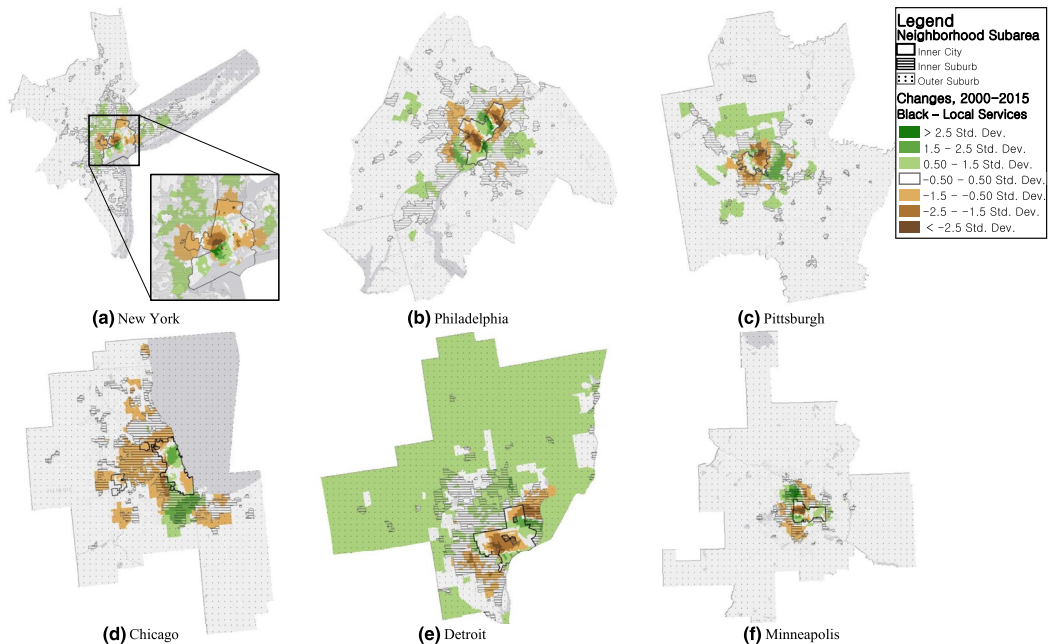 Legend
Neighborhood Subarea
Inner City
Inner Suburb
Outer Suburb
Changes, 2000-2015
Black - Local Services
> 2.5 Std. Dev.
1.5 - 2.5 Std. Dev.
0.50 - 1.5 Std. Dev.
-0.50 - 0.50 Std. Dev.
-1.5 - -0.50 Std. Dev.
-2.5 - -1.5 Std. Dev.
< -2.5 Std. Dev.
(a) New York
(b) Philadelphia
(c) Pittsburgh
(d) Chicago
(e) Detroit
(f) Minneapolis